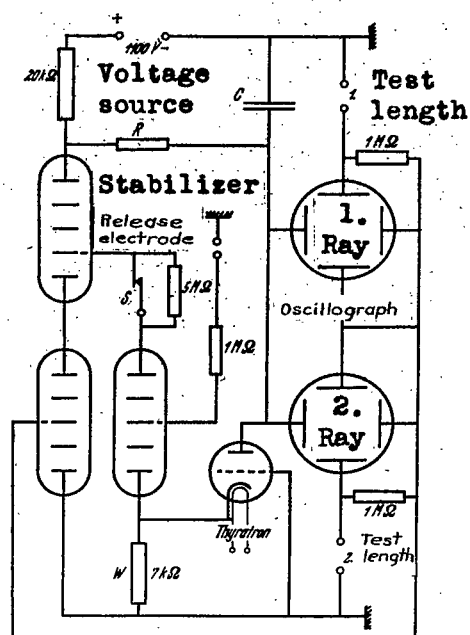 +
1100 V-
20kΩ
Voltage
source
C
1.
Test
length
R
1MΩ
Stabilizer
Release
electrode
S.
5MΩ
1.
Ray
Oscillograph
1MΩ
2.
Ray
Thyratron
1MΩ
Test
2. length
W
7kΩ